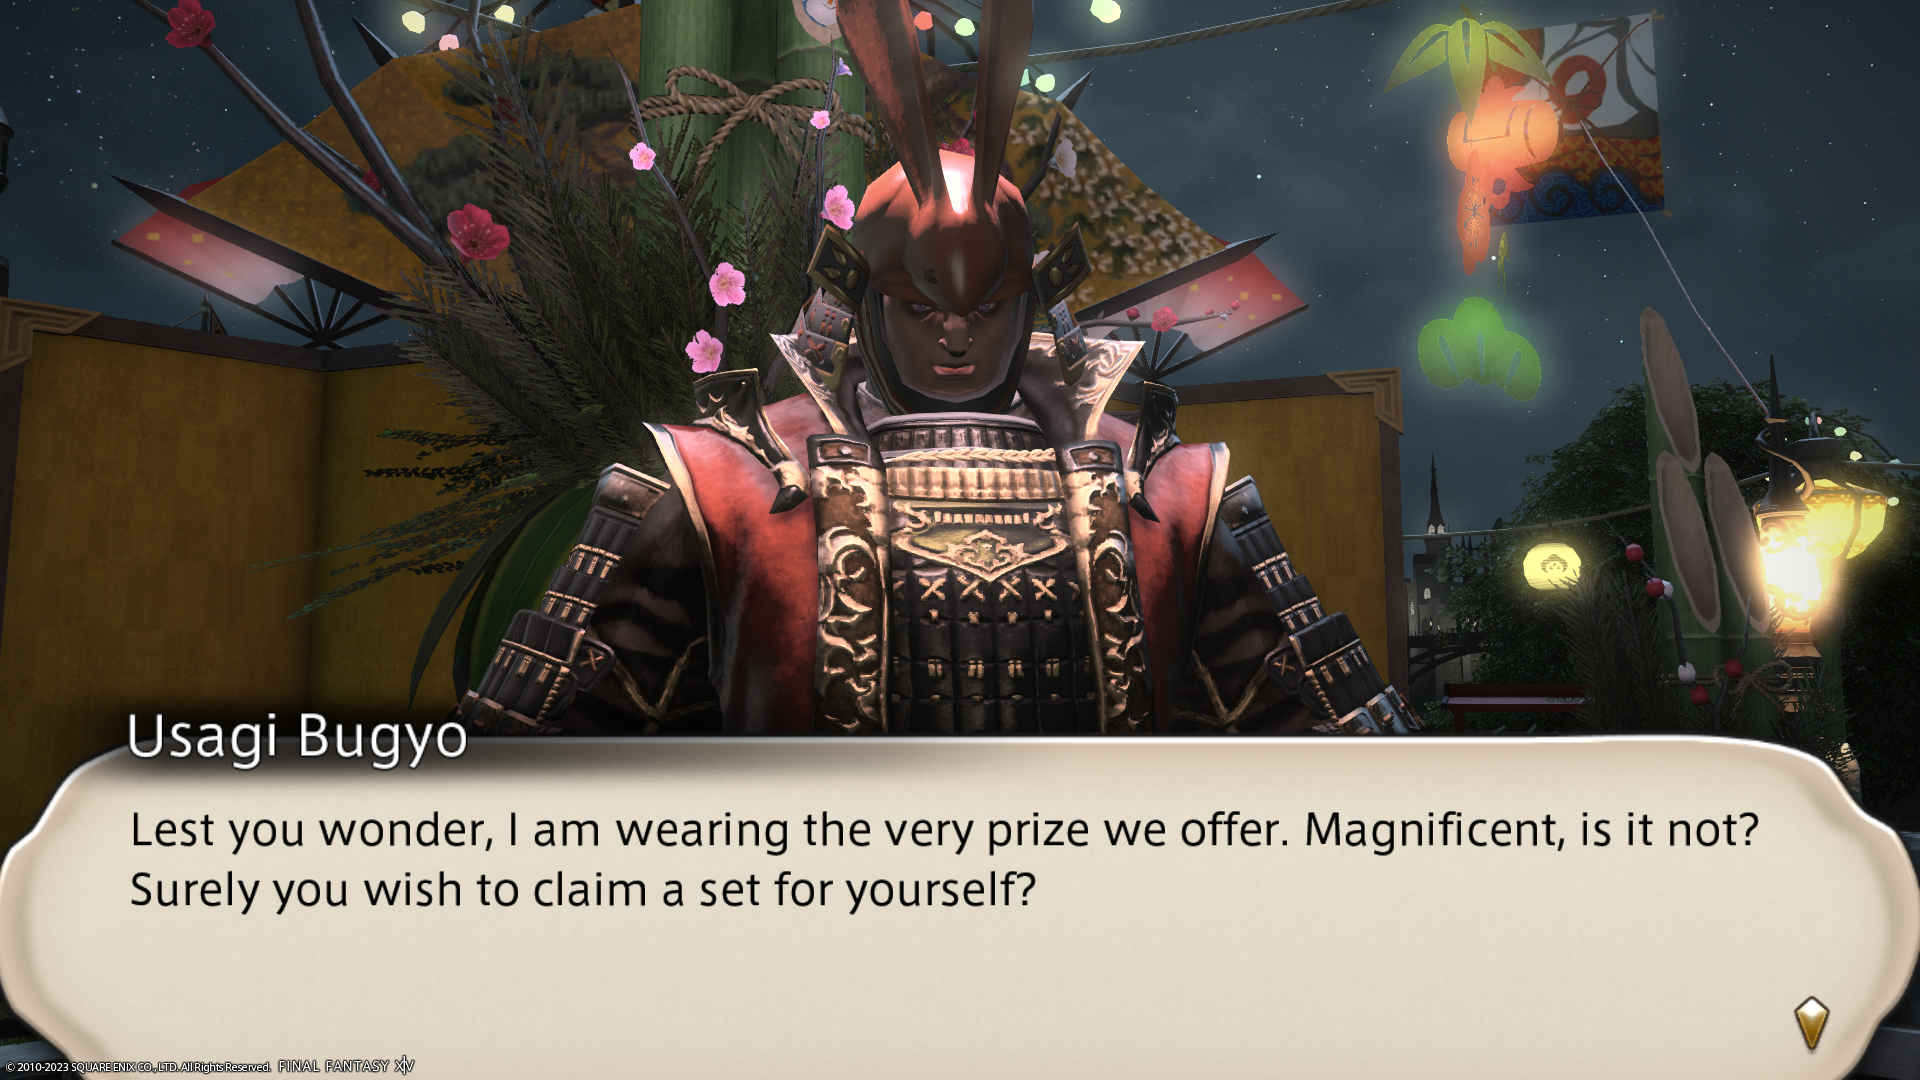 Usagi Bugyo
Lest you wonder, I am wearing the very prize we offer. Magnificent, is it not?
Surely you wish to claim a set for yourself?
© 2010-2023 SQUARE ENIX CO., LTD. All Rights Reserved. FINAL FANTASY XIV